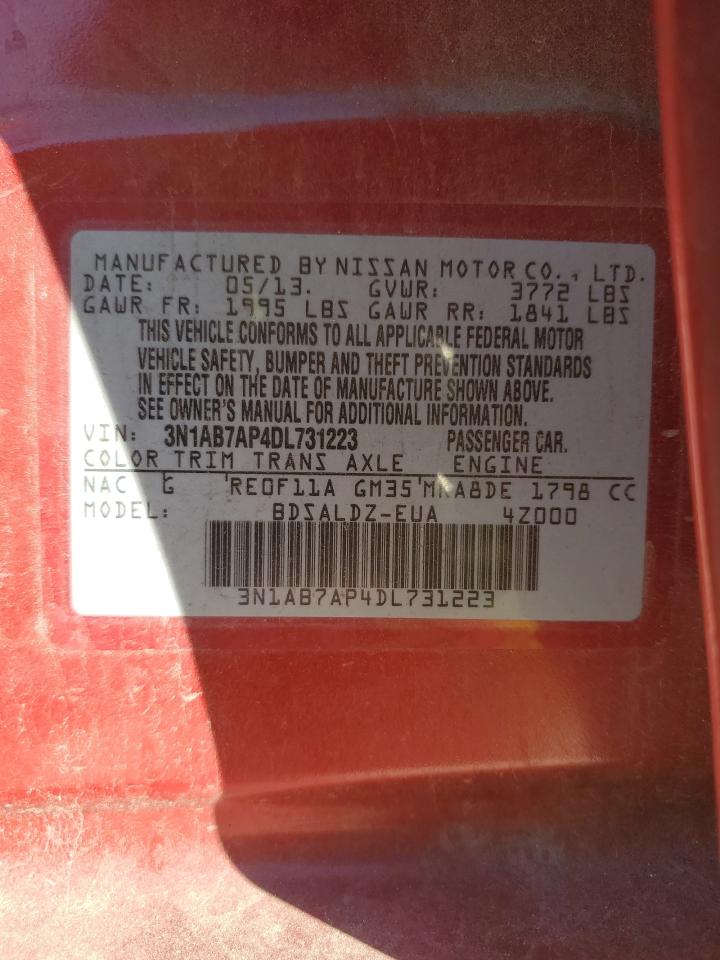 MANUFACTURED BY NISSAN MOTOR CO., LTD.
DATE: 05/13. GVWR: 3772 LBS
GAWR FR: 1995 LBS GAWR RR: 1841 LBS
THIS VEHICLE CONFORMS TO ALL APPLICABLE FEDERAL MOTOR
VEHICLE SAFETY, BUMPER AND THEFT PREVENTION STANDARDS
IN EFFECT ON THE DATE OF MANUFACTURE SHOWN ABOVE.
SEE OWNER'S MANUAL FOR ADDITIONAL INFORMATION.
VIN: 3N1AB7AP4DL731223 PASSENGER CAR.
COLOR TRIM TRANS AXLE ENGINE
NAC G RE0F11A GM35 MRA8DE 1798 CC
MODEL: BDSALDZ-EUA 4Z000
3N1AB7AP4DL731223